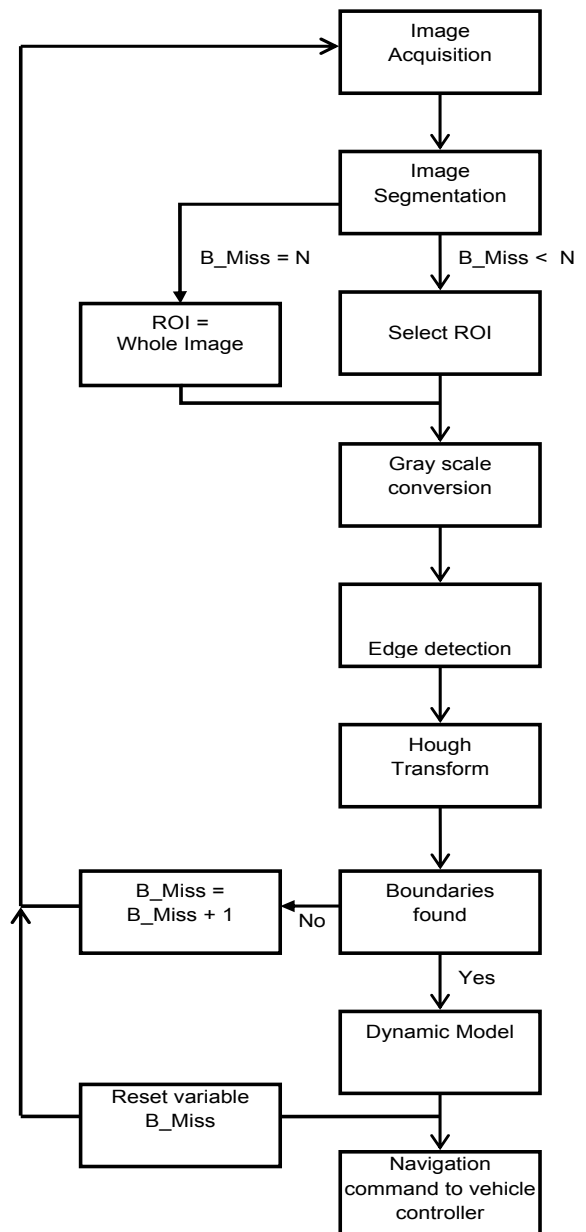 Image
Acquisition
Image
Segmentation
B_Miss = N
B_Miss < N
ROI =
Whole Image
Select ROI
Gray scale
conversion
Edge detection
Hough
Transform
Boundaries
found
No
B_Miss =
B_Miss + 1
Yes
Dynamic Model
Reset variable
B_Miss
Navigation
command to vehicle
controller